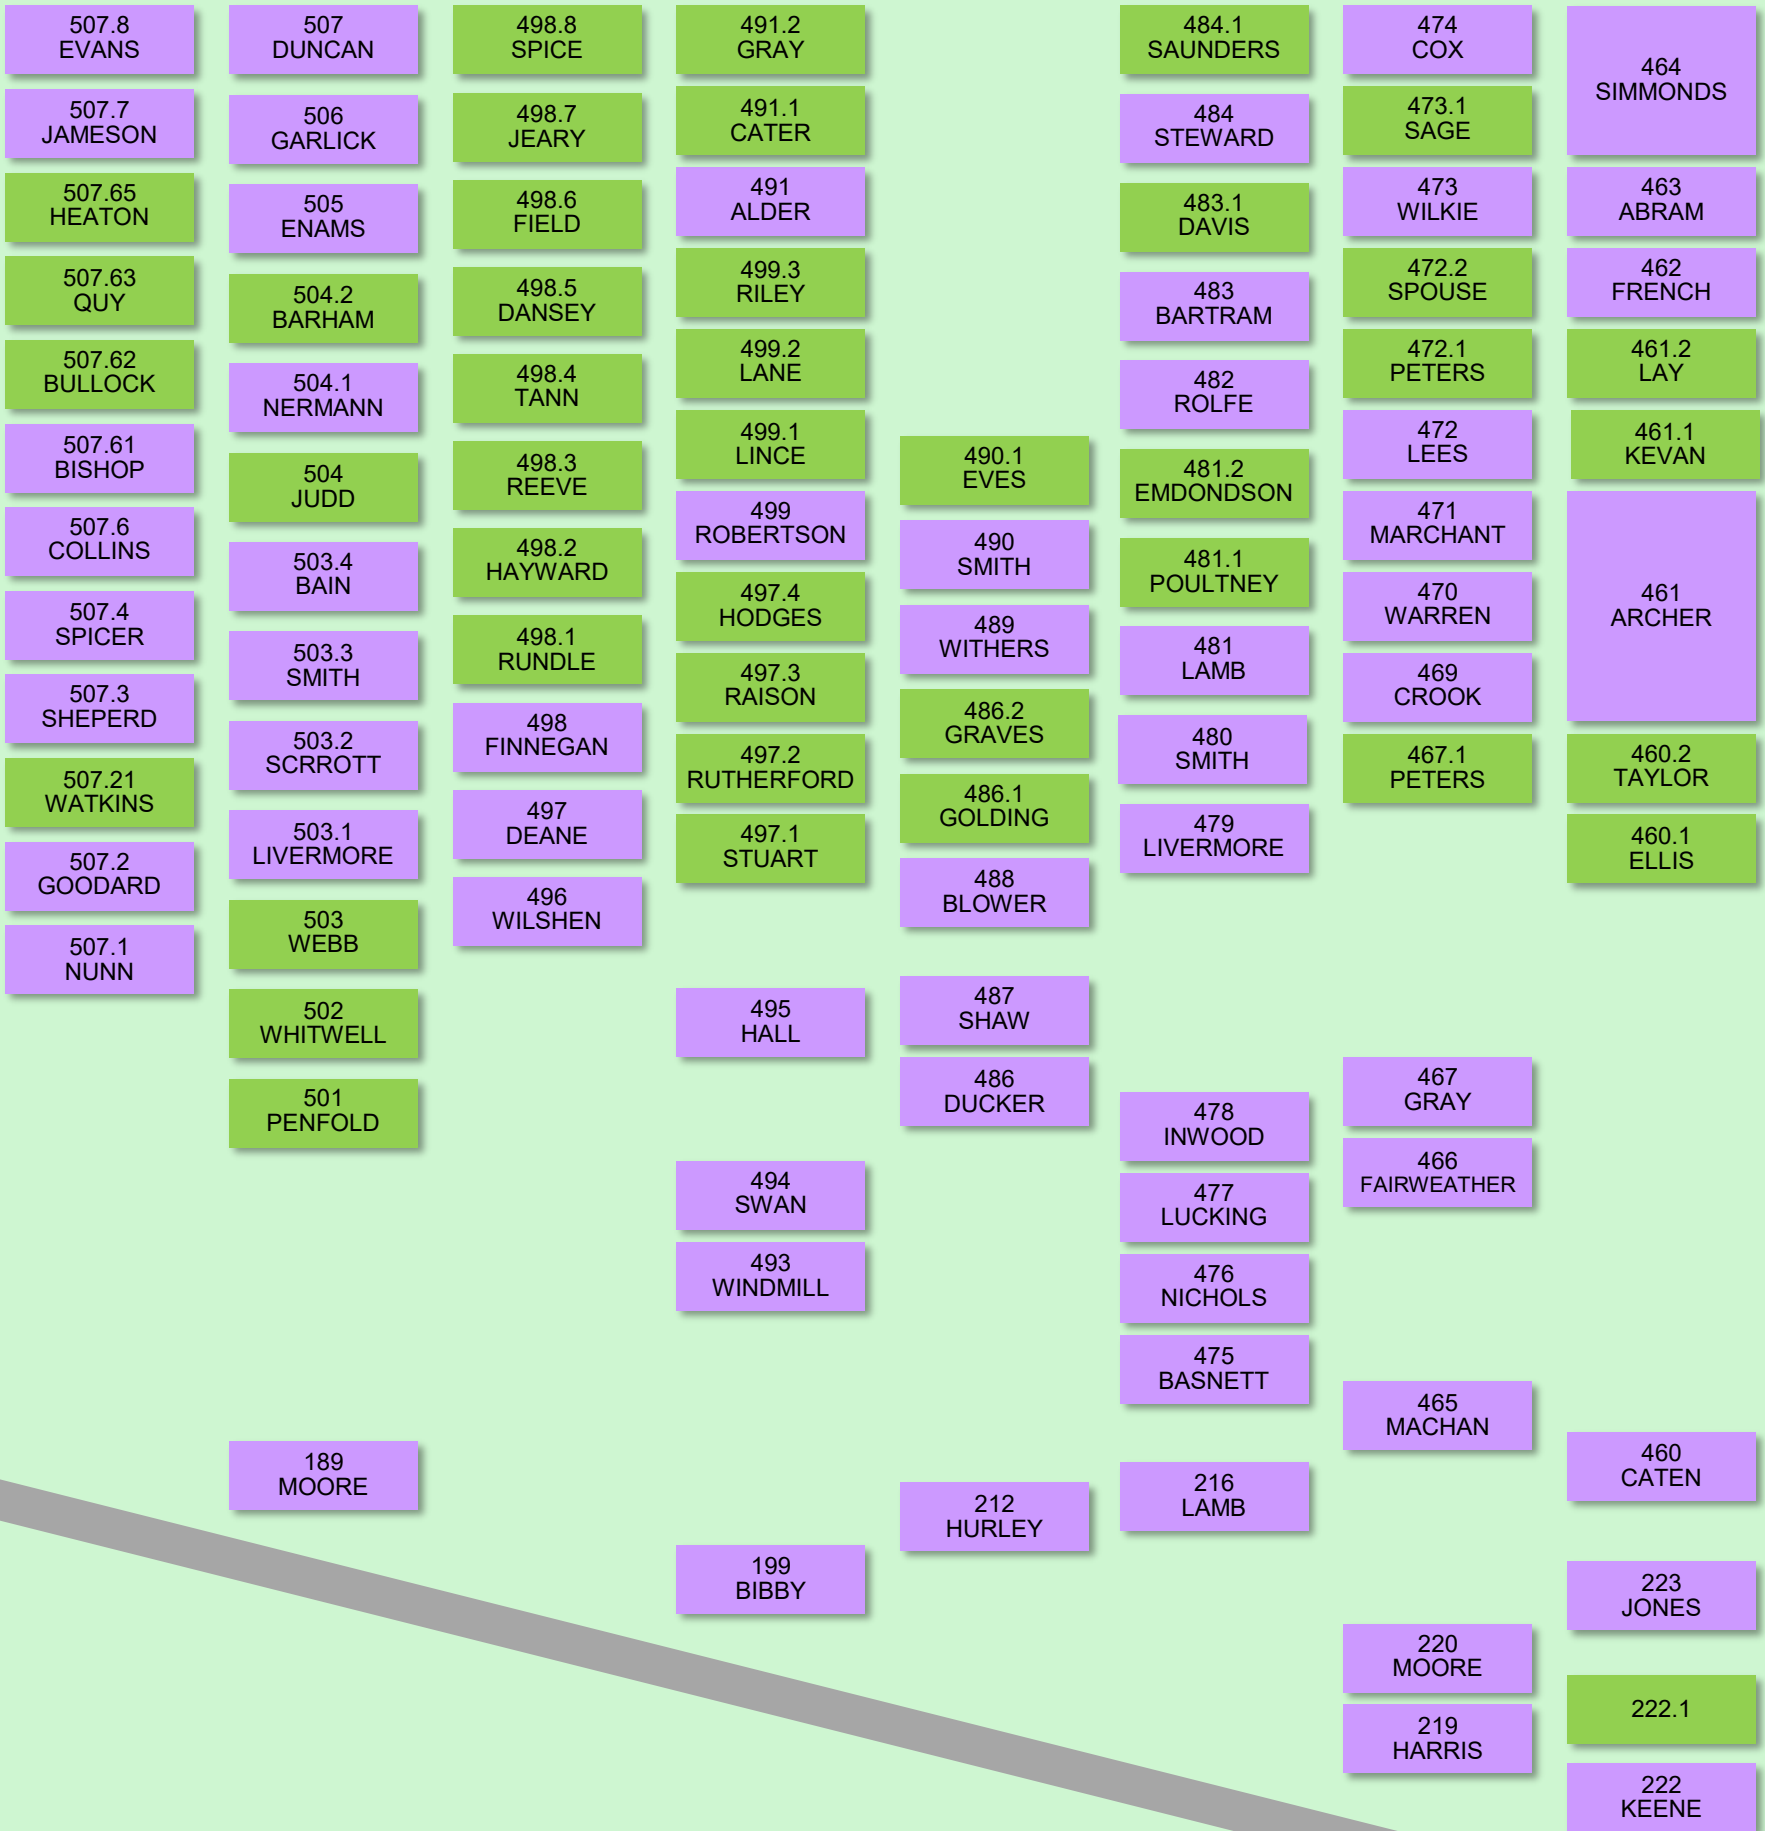 507.8
EVANS
507.7
JAMESON
507.65
HEATON
507.63
QUY
507.62
BULLOCK
507.61
BISHOP
507.6
COLLINS
507.4
SPICER
507.3
SHEPERD
507.21
WATKINS
507.2
GOODARD
507.1
NUNN
507
DUNCAN
506
GARLICK
505
ENAMS
504.2
BARHAM
504.1
NERMANN
504
JUDD
503.4
BAIN
503.3
SMITH
503.2
SCRROTT
503.1
LIVERMORE
503
WEBB
502
WHITWELL
501
PENFOLD
189
MOORE
498.8
SPICE
498.7
JEARY
498.6
FIELD
498.5
DANSEY
498.4
TANN
498.3
REEVE
498.2
HAYWARD
498.1
RUNDLE
498
FINNEGAN
497
DEANE
496
WILSHEN
491.2
GRAY
491.1
CATER
491
ALDER
499.3
RILEY
499.2
LANE
499.1
LINCE
499
ROBERTSON
497.4
HODGES
497.3
RAISON
497.2
RUTHERFORD
497.1
STUART
495
HALL
494
SWAN
493
WINDMILL
199
BIBBY
490.1
EVES
490
SMITH
489
WITHERS
486.2
GRAVES
486.1
GOLDING
488
BLOWER
487
SHAW
486
DUCKER
212
HURLEY
484.1
SAUNDERS
484
STEWARD
483.1
DAVIS
483
BARTRAM
482
ROLFE
481.2
EMDONDSON
481.1
POULTNEY
481
LAMB
480
SMITH
479
LIVERMORE
478
INWOOD
477
LUCKING
476
NICHOLS
475
BASNETT
216
LAMB
474
COX
473.1
SAGE
473
WILKIE
472.2
SPOUSE
472.1
PETERS
472
LEES
471
MARCHANT
470
WARREN
469
CROOK
467.1
PETERS
467
GRAY
466
FAIRWEATHER
465
MACHAN
220
MOORE
219
HARRIS
464
SIMMONDS
463
ABRAM
462
FRENCH
461.2
LAY
461.1
KEVAN
461
ARCHER
460.2
TAYLOR
460.1
ELLIS
460
CATEN
223
JONES
222.1
222
KEENE